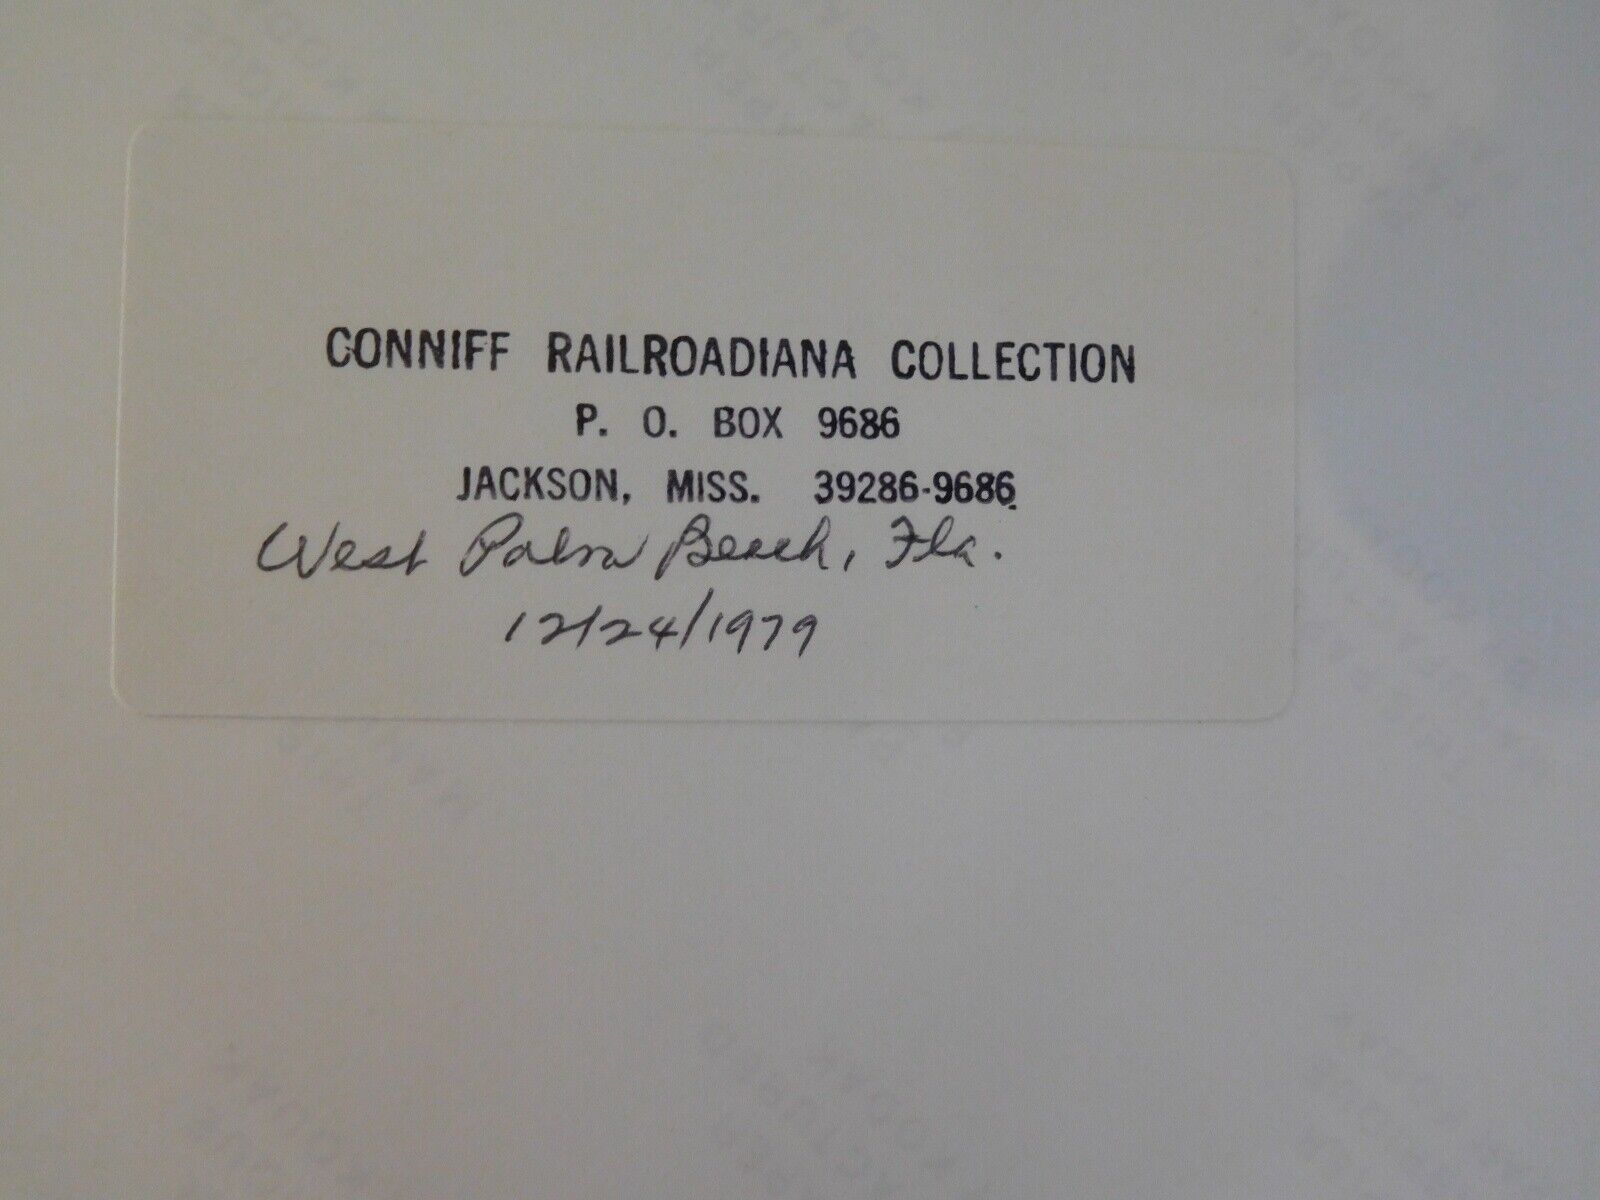 CONNIFF RAILROADIANA COLLECTION
P. O. BOX 9686
JACKSON, MISS. 39286-9686
West Palm Beach, Fla.
12/24/1979